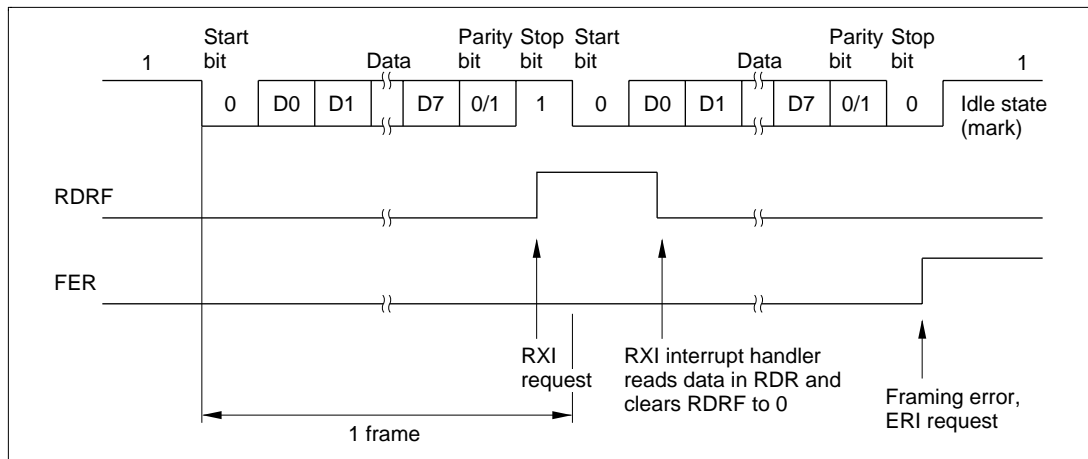 Start bit
Parity bit
Stop bit
Start bit
Parity bit
Stop bit
1
Data
Data
1
0
D0
D1
D7
0/1
1
0
D0
D1
D7
0/1
0
Idle state
(mark)
RDRF
FER
RXI
request
RXI interrupt handler
reads data in RDR and
clears RDRF to 0
Framing error,
ERI request
1 frame